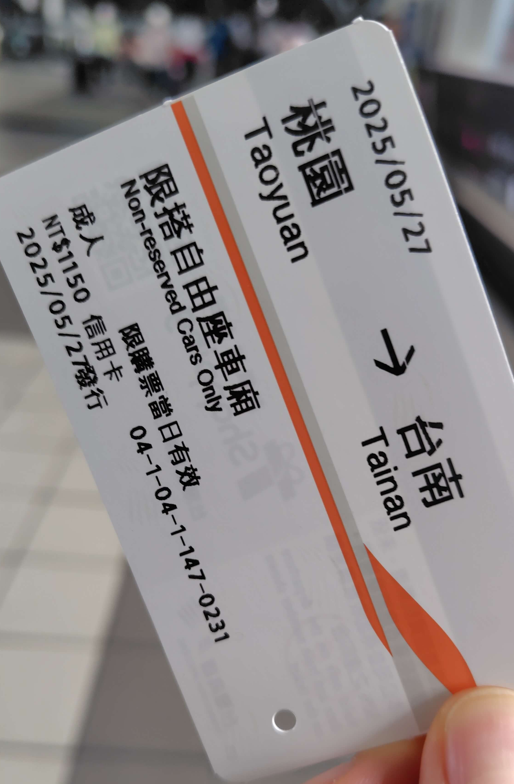 2025/05/27
桃園 → 台南
Taoyuan Tainan
限搭自由座車廂
Non-reserved Cars Only
限購票當日有效
成人 04-1-04-1-147-0231
NT$1150 信用卡
2025/05/27發行